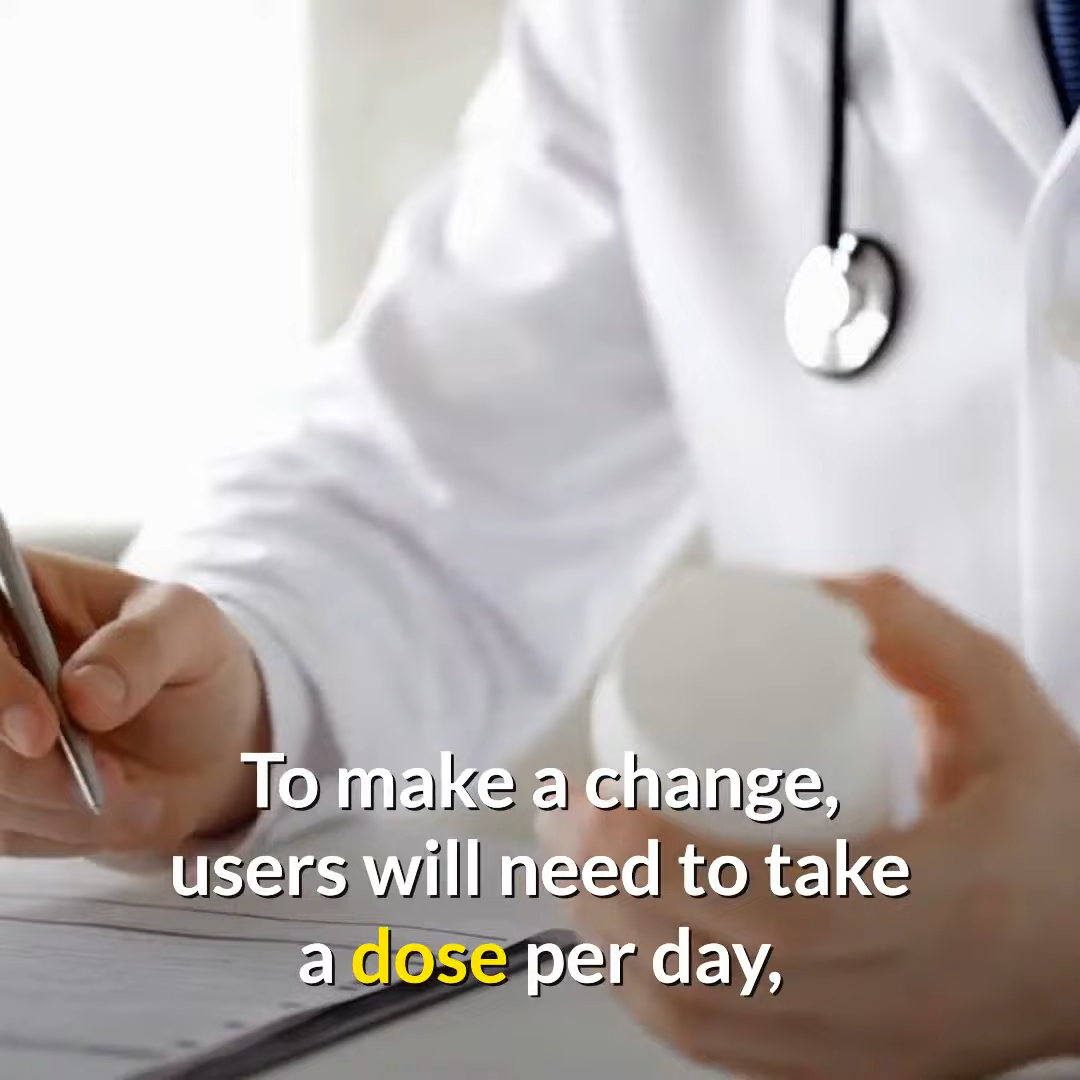 To make a change,
users will need to take
a dose per day,